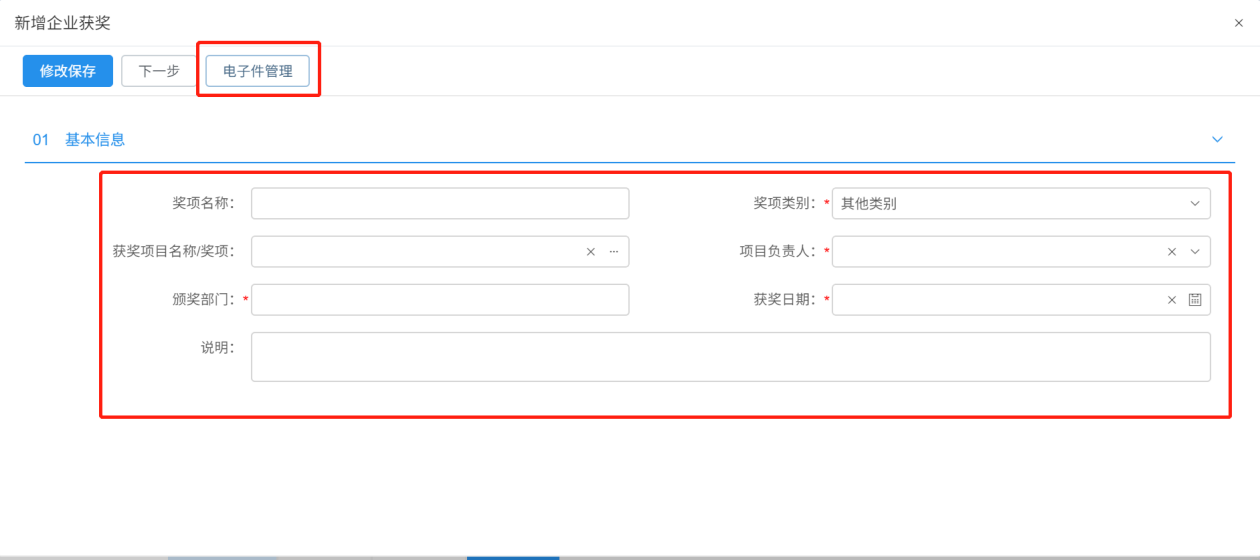 新增企业获奖
修改保存 下一步 电子件管理
01 基本信息
奖项名称： 奖项类别：* 其他类别
获奖项目名称/奖项： 项目负责人：*
颁奖部门：* 获奖日期：*
说明：